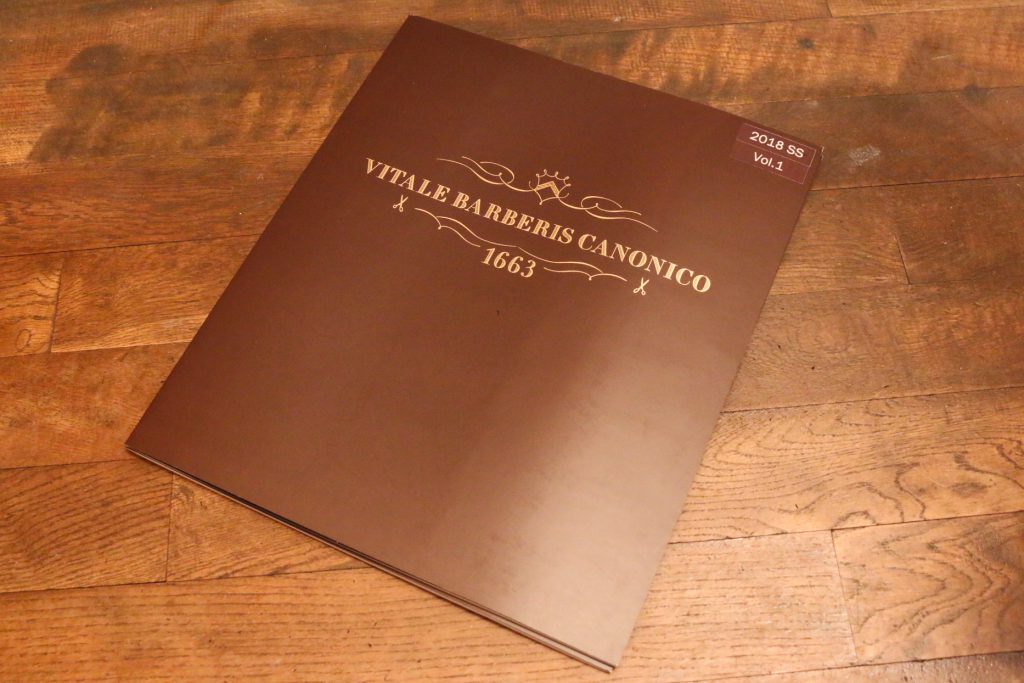 2018 SS
Vol.1
VITALE BARBERIS CANONICO
1663